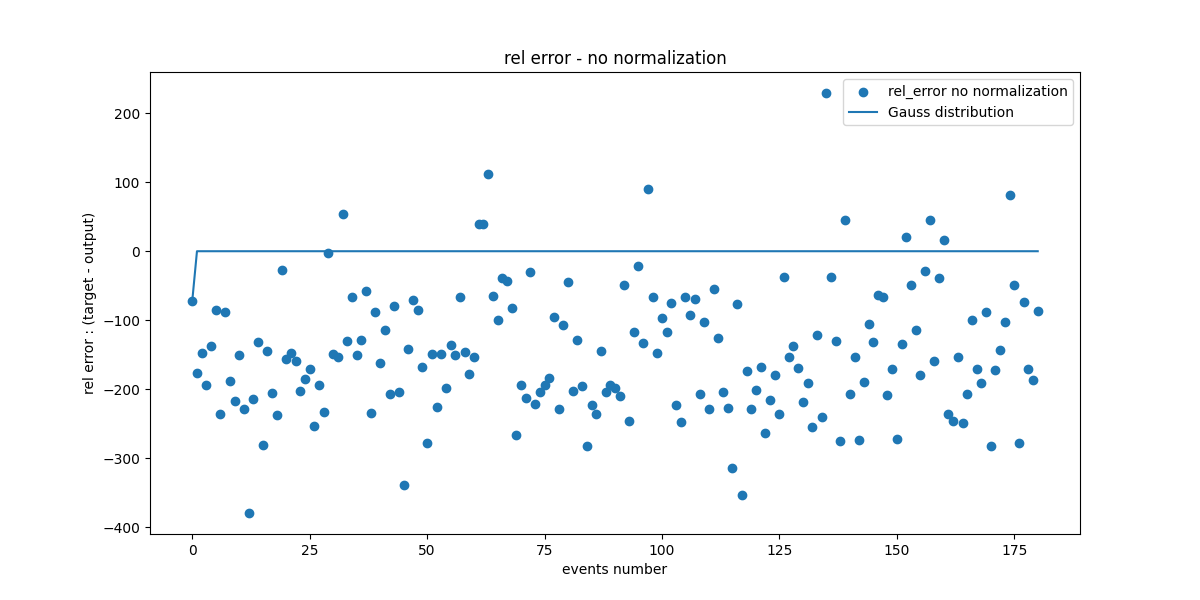 rel error - no normalization
rel_error no normalization
Gauss distribution
rel error : (target - output)
200
100
0
−100
−200
−300
−400
0 25 50 75 100 125 150 175
events number